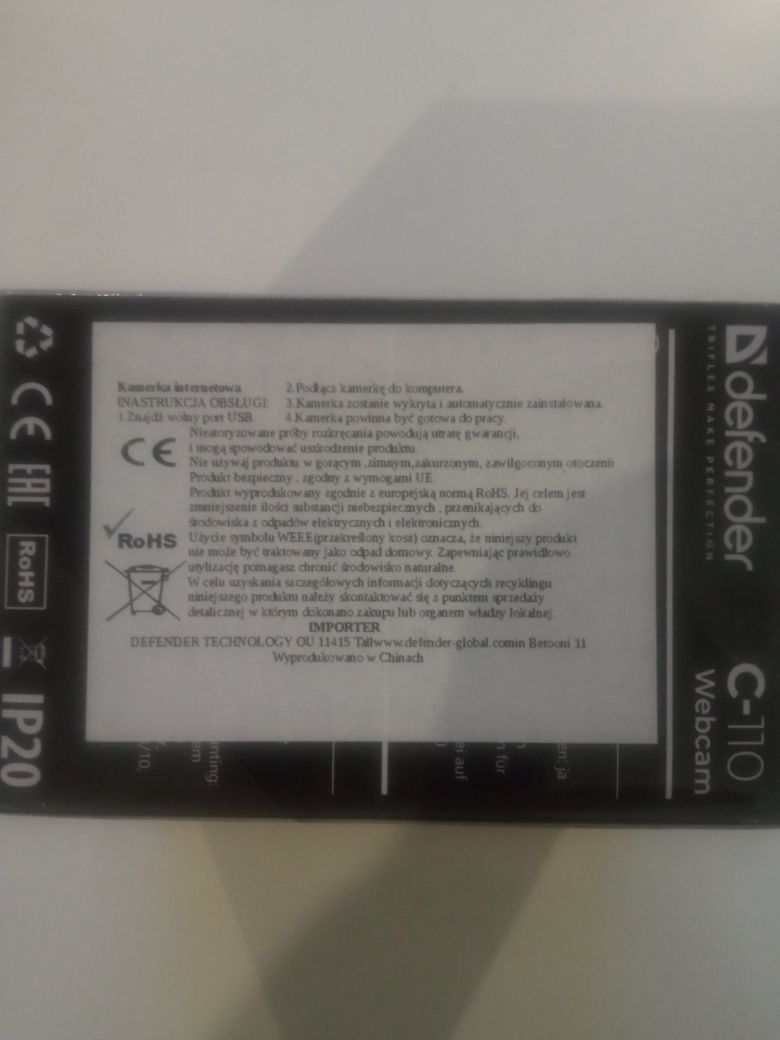 Kamerka internetowa
INASTRUKCJA OBSŁUGI:
1.Znajdź wolny port USB.
2.Podłącz kamerkę do komputera.
3.Kamerka zostanie wykryta i automatycznie zainstalowana.
4.Kamerka powinna być gotowa do pracy.
CE
Nieatoryzowane próby rozkręcania powodują utratę gwarancji,
i mogą spowodować uszkodzenie produktu.
Nie używaj produktu w gorącym ,zimnym,zakurzonym, zawilgoconym otoczeniu
Produkt bezpieczny , zgodny z wymogami UE.
Produkt wyprodukowany zgodnie z europejską normą RoHS. Jej celem jest
zmniejszenie ilości substancji niebezpiecznych , przenikających do
środowiska z odpadów elektrycznych i elektronicznych.
RoHS
Użycie symbolu WEEE(przekreślony kosz) oznacza, że niniejszy produkt
nie może być traktowany jako odpad domowy. Zapewniając prawidłowo
utylizację pomagasz chronić środowisko naturalne.
W celu uzyskania szczegółowych informacji dotyczących recyklingu
niniejszego produktu należy skontaktować się z punktem sprzedaży
detalicznej w którym dokonano zakupu lub organem władzy lokalnej.
IMPORTER
DEFENDER TECHNOLOGY OU 11415 Tallwww.defender-global.comin Betooni 11
Wyprodukowano w Chinach
defender
TRIFLES MAKE PERFECTION
C-110
Webcam
CE
EAC
RoHS
IP20
ja
für
ei auf
/10,